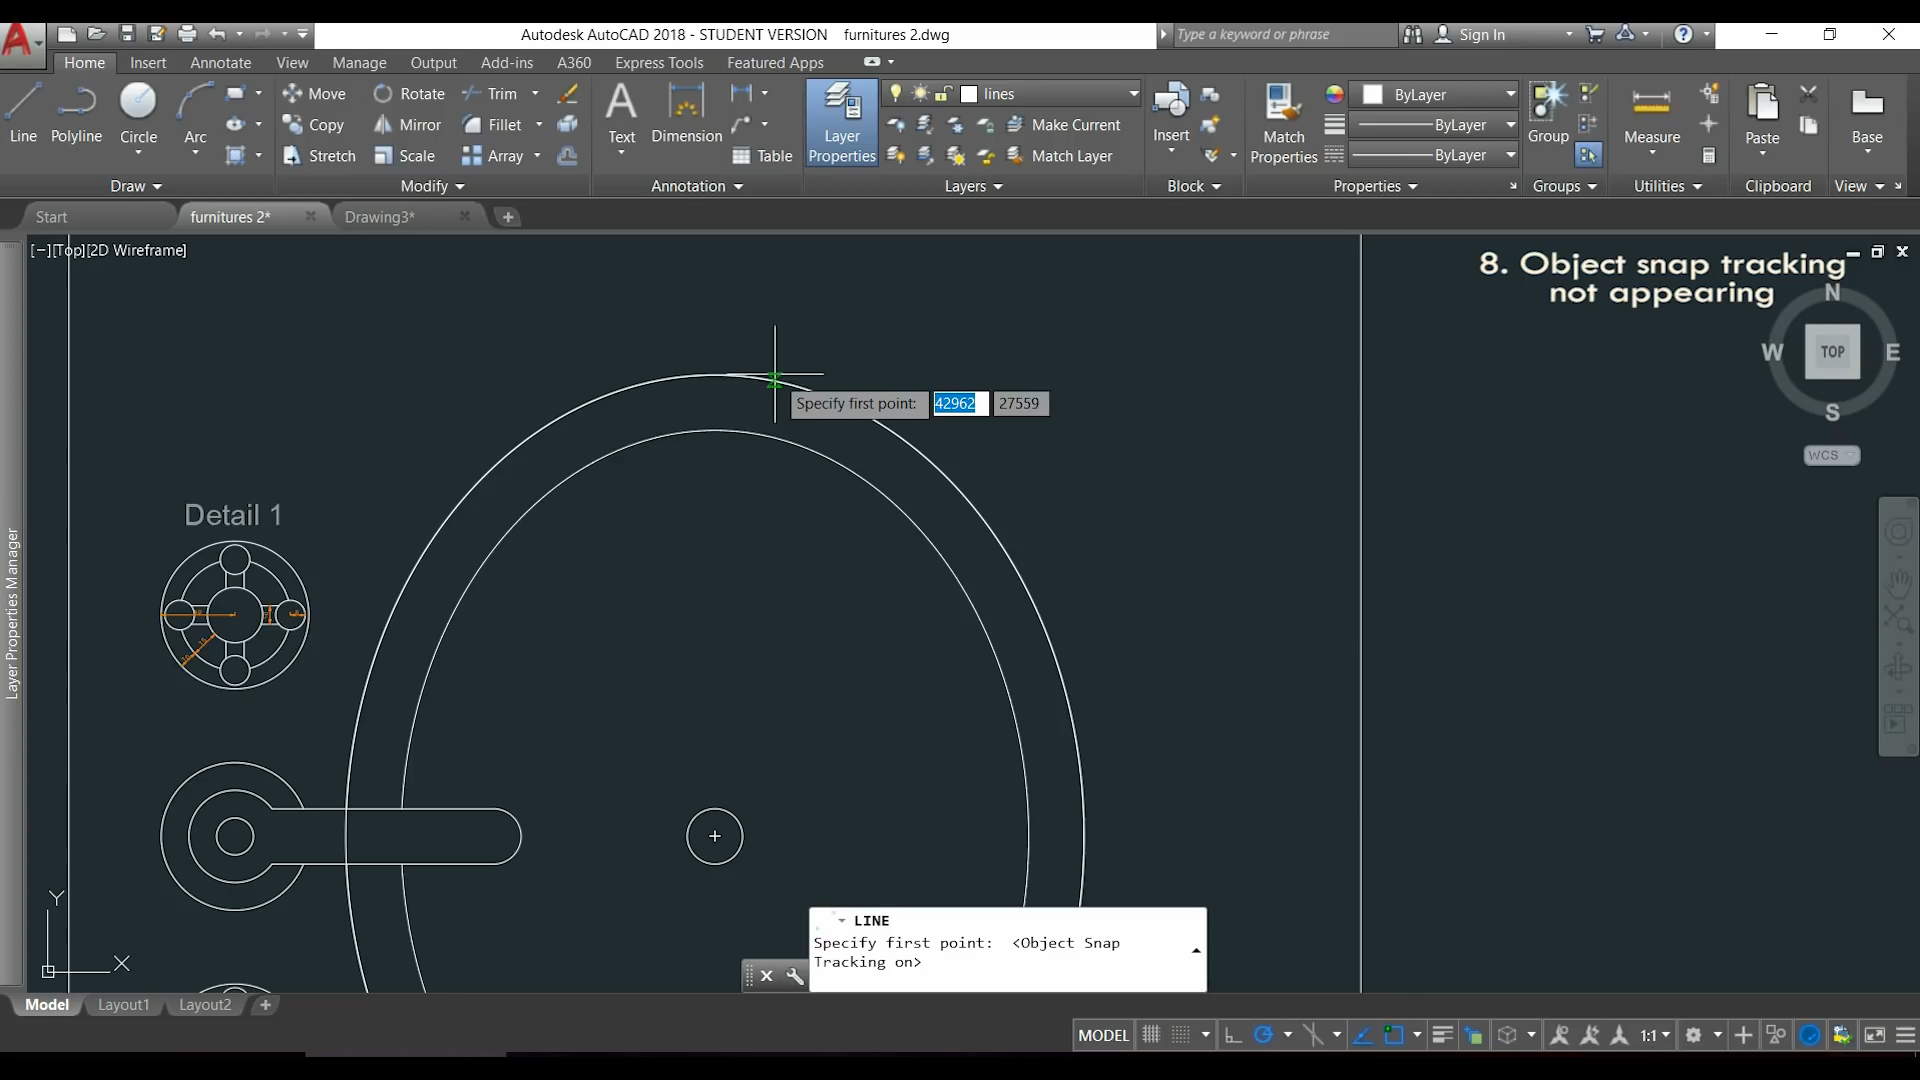 Autodesk AutoCAD 2018 - STUDENT VERSION furnitures 2.dwg
Type a keyword or phrase
Sign In
Home Insert Annotate View Manage Output Add-ins A360 Express Tools Featured Apps
Line Polyline Circle Arc
Move Rotate Trim
Copy Mirror Fillet
Stretch Scale Array
Text Dimension
Table
Layer Properties
lines
Make Current
Match Layer
Insert
Match Properties
ByLayer
ByLayer
ByLayer
Group
Measure
Paste
Base
Draw Modify Annotation Layers Block Properties Groups Utilities Clipboard View
Start furnitures 2* Drawing3*
[−][Top][2D Wireframe]
8. Object snap tracking
not appearing
N
W TOP E
S
WCS
Specify first point: 42962 27559
Layer Properties Manager
Detail 1
Y
X
LINE
Specify first point: <Object Snap
Tracking on>
Model Layout1 Layout2
MODEL
1:1